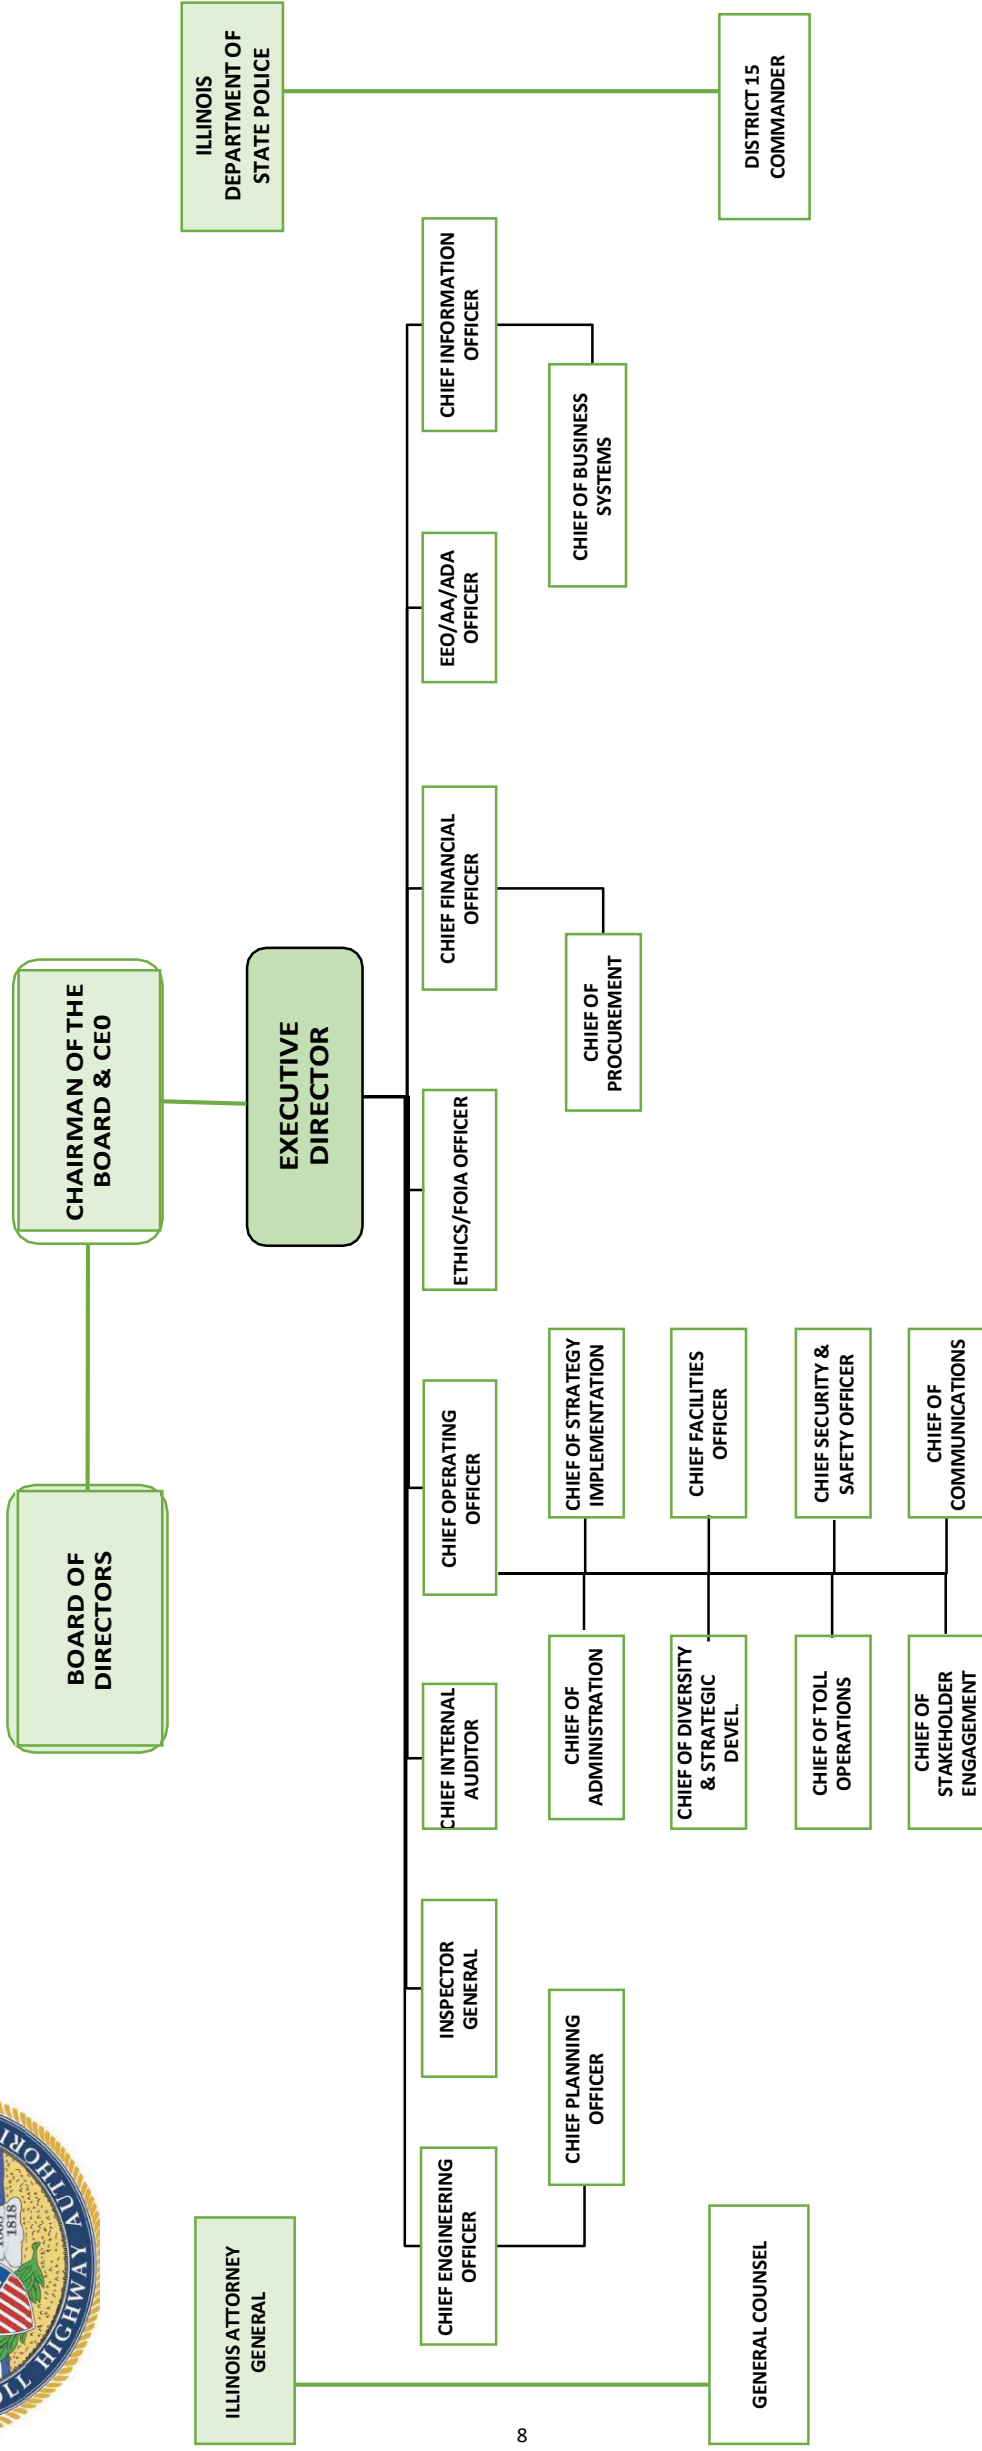 BOARD OF
DIRECTORS
CHAIRMAN OF THE
BOARD & CE0
EXECUTIVE
DIRECTOR
ILLINOIS ATTORNEY
GENERAL
ILLINOIS
DEPARTMENT OF
STATE POLICE
CHIEF ENGINEERING
OFFICER
INSPECTOR
GENERAL
CHIEF INTERNAL
AUDITOR
CHIEF OPERATING
OFFICER
ETHICS/FOIA OFFICER
CHIEF FINANCIAL
OFFICER
EEO/AA/ADA
OFFICER
CHIEF INFORMATION
OFFICER
CHIEF PLANNING
OFFICER
CHIEF OF
ADMINISTRATION
CHIEF OF STRATEGY
IMPLEMENTATION
CHIEF OF
PROCUREMENT
CHIEF OF BUSINESS
SYSTEMS
CHIEF OF DIVERSITY
& STRATEGIC
DEVEL.
CHIEF FACILITIES
OFFICER
GENERAL COUNSEL
DISTRICT 15
COMMANDER
CHIEF OF TOLL
OPERATIONS
CHIEF SECURITY &
SAFETY OFFICER
CHIEF OF
STAKEHOLDER
ENGAGEMENT
CHIEF OF
COMMUNICATIONS
HIGHWAY
1818
8